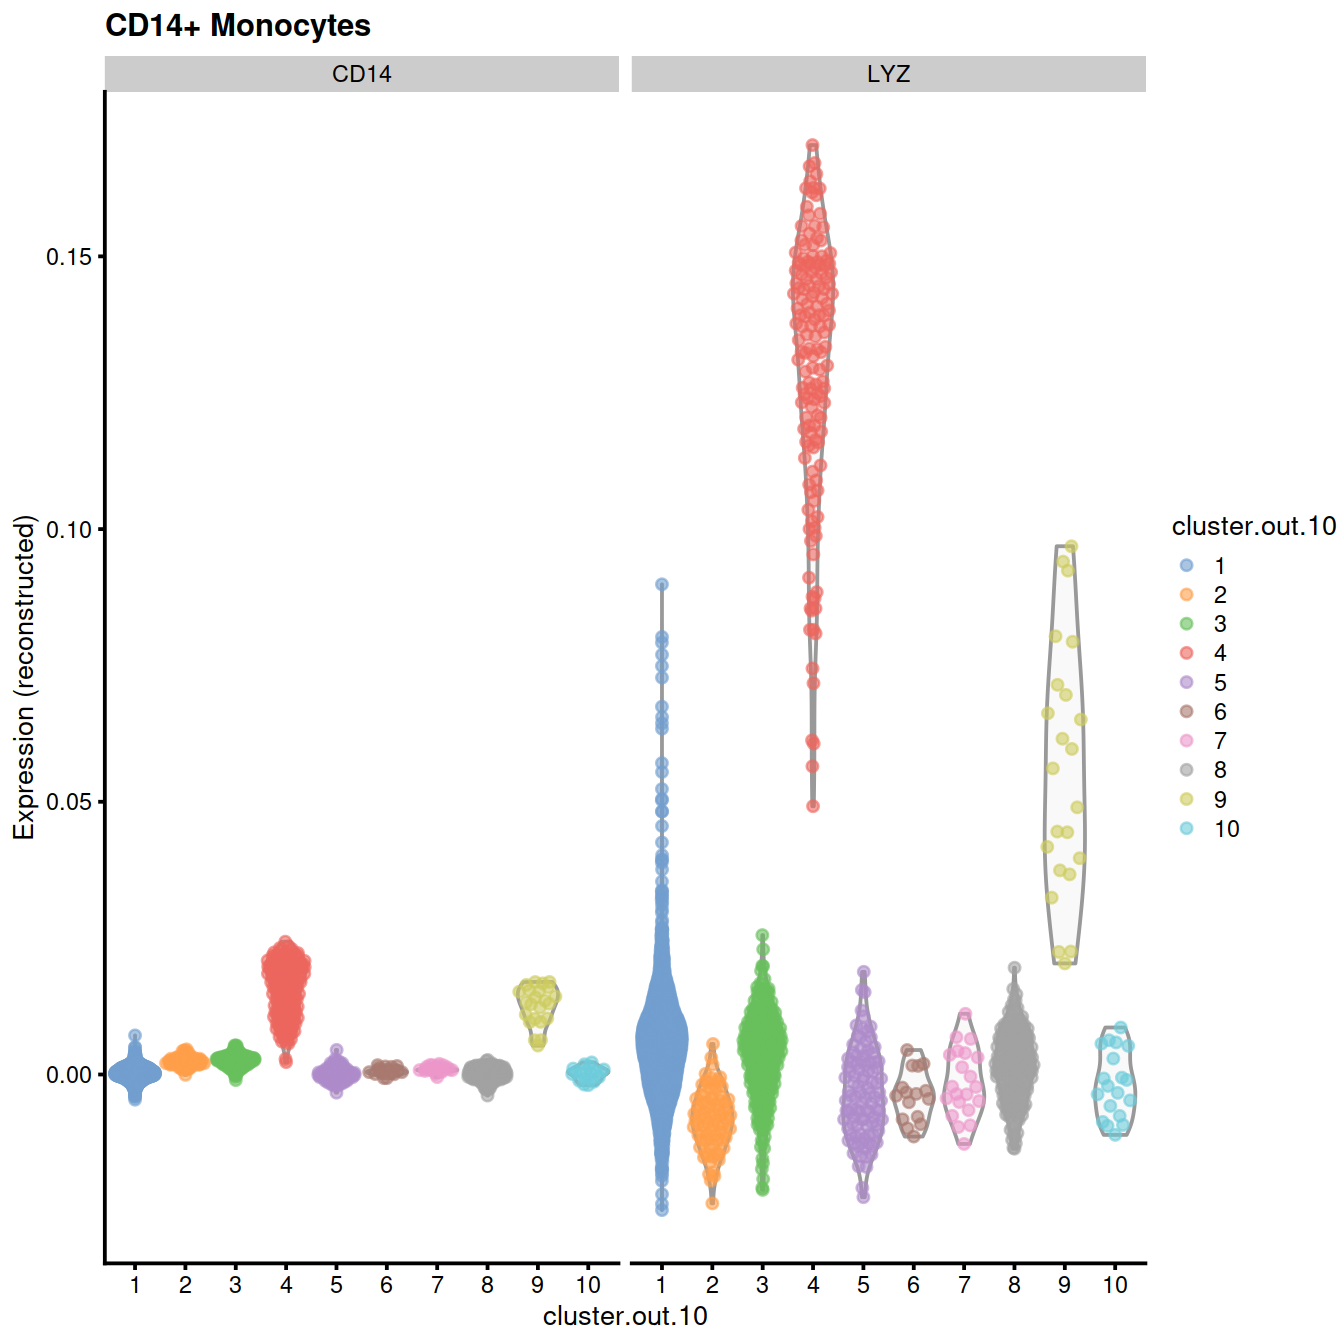 CD14+ Monocytes
CD14
LYZ
0.15
0.10
0.05
0.00
Expression (reconstructed)
1 2 3 4 5 6 7 8 9 10
1 2 3 4 5 6 7 8 9 10
cluster.out.10
cluster.out.10
1
2
3
4
5
6
7
8
9
10